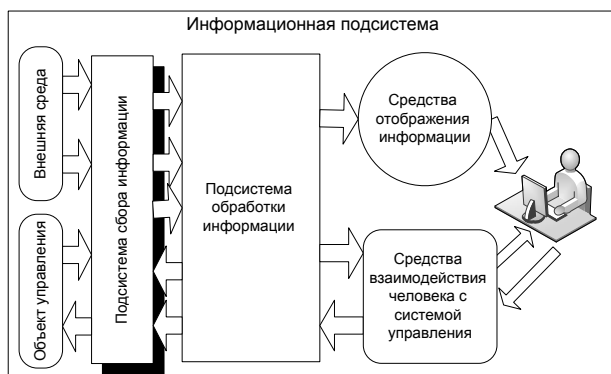 Информационная подсистема
Внешняя среда
Объект управления
Подсистема сбора информации
Подсистема
обработки
информации
Средства
отображения
информации
Средства
взаимодействия
человека с
системой
управления